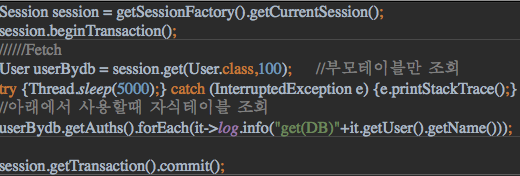 Session session = getSessionFactory().getCurrentSession();
session.beginTransaction();
//////Fetch
User userBydb = session.get(User.class,100); //부모테이블만 조회
try {Thread.sleep(5000);} catch (InterruptedException e) {e.printStackTrace();}
//아래에서 사용할때 자식테이블 조회
userBydb.getAuths().forEach(it->log.info("get(DB)"+it.getUser().getName()));
session.getTransaction().commit();